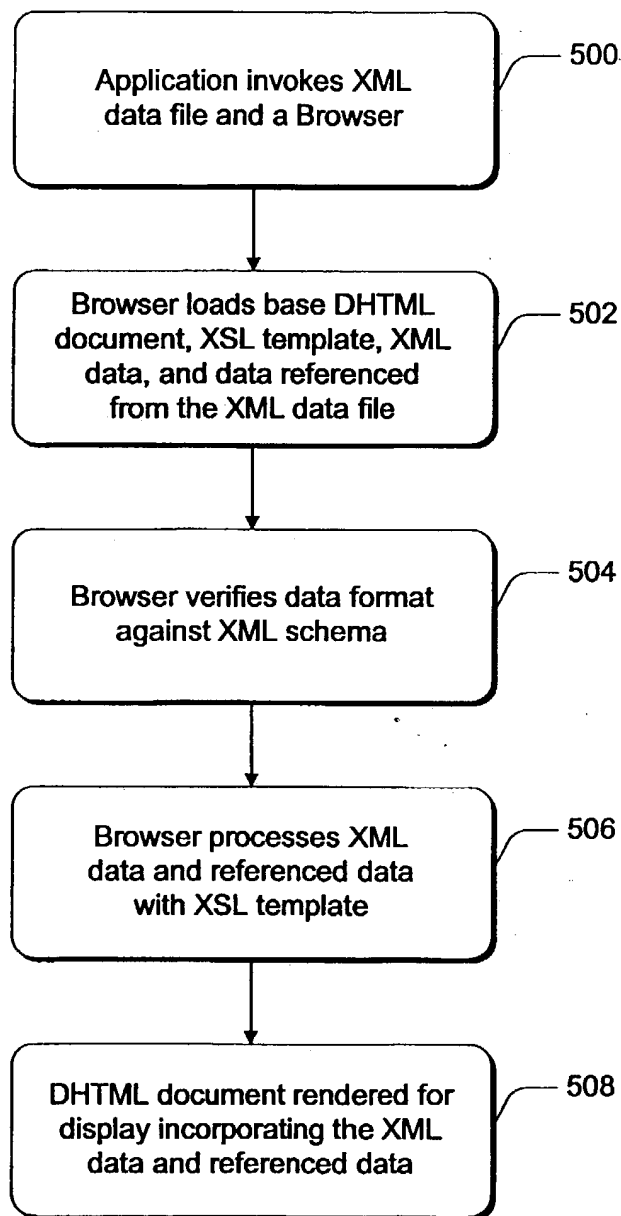 Application invokes XML
data file and a Browser
500
Browser loads base DHTML
document, XSL template, XML
data, and data referenced
from the XML data file
502
Browser verifies data format
against XML schema
504
Browser processes XML
data and referenced data
with XSL template
506
DHTML document rendered for
display incorporating the XML
data and referenced data
508